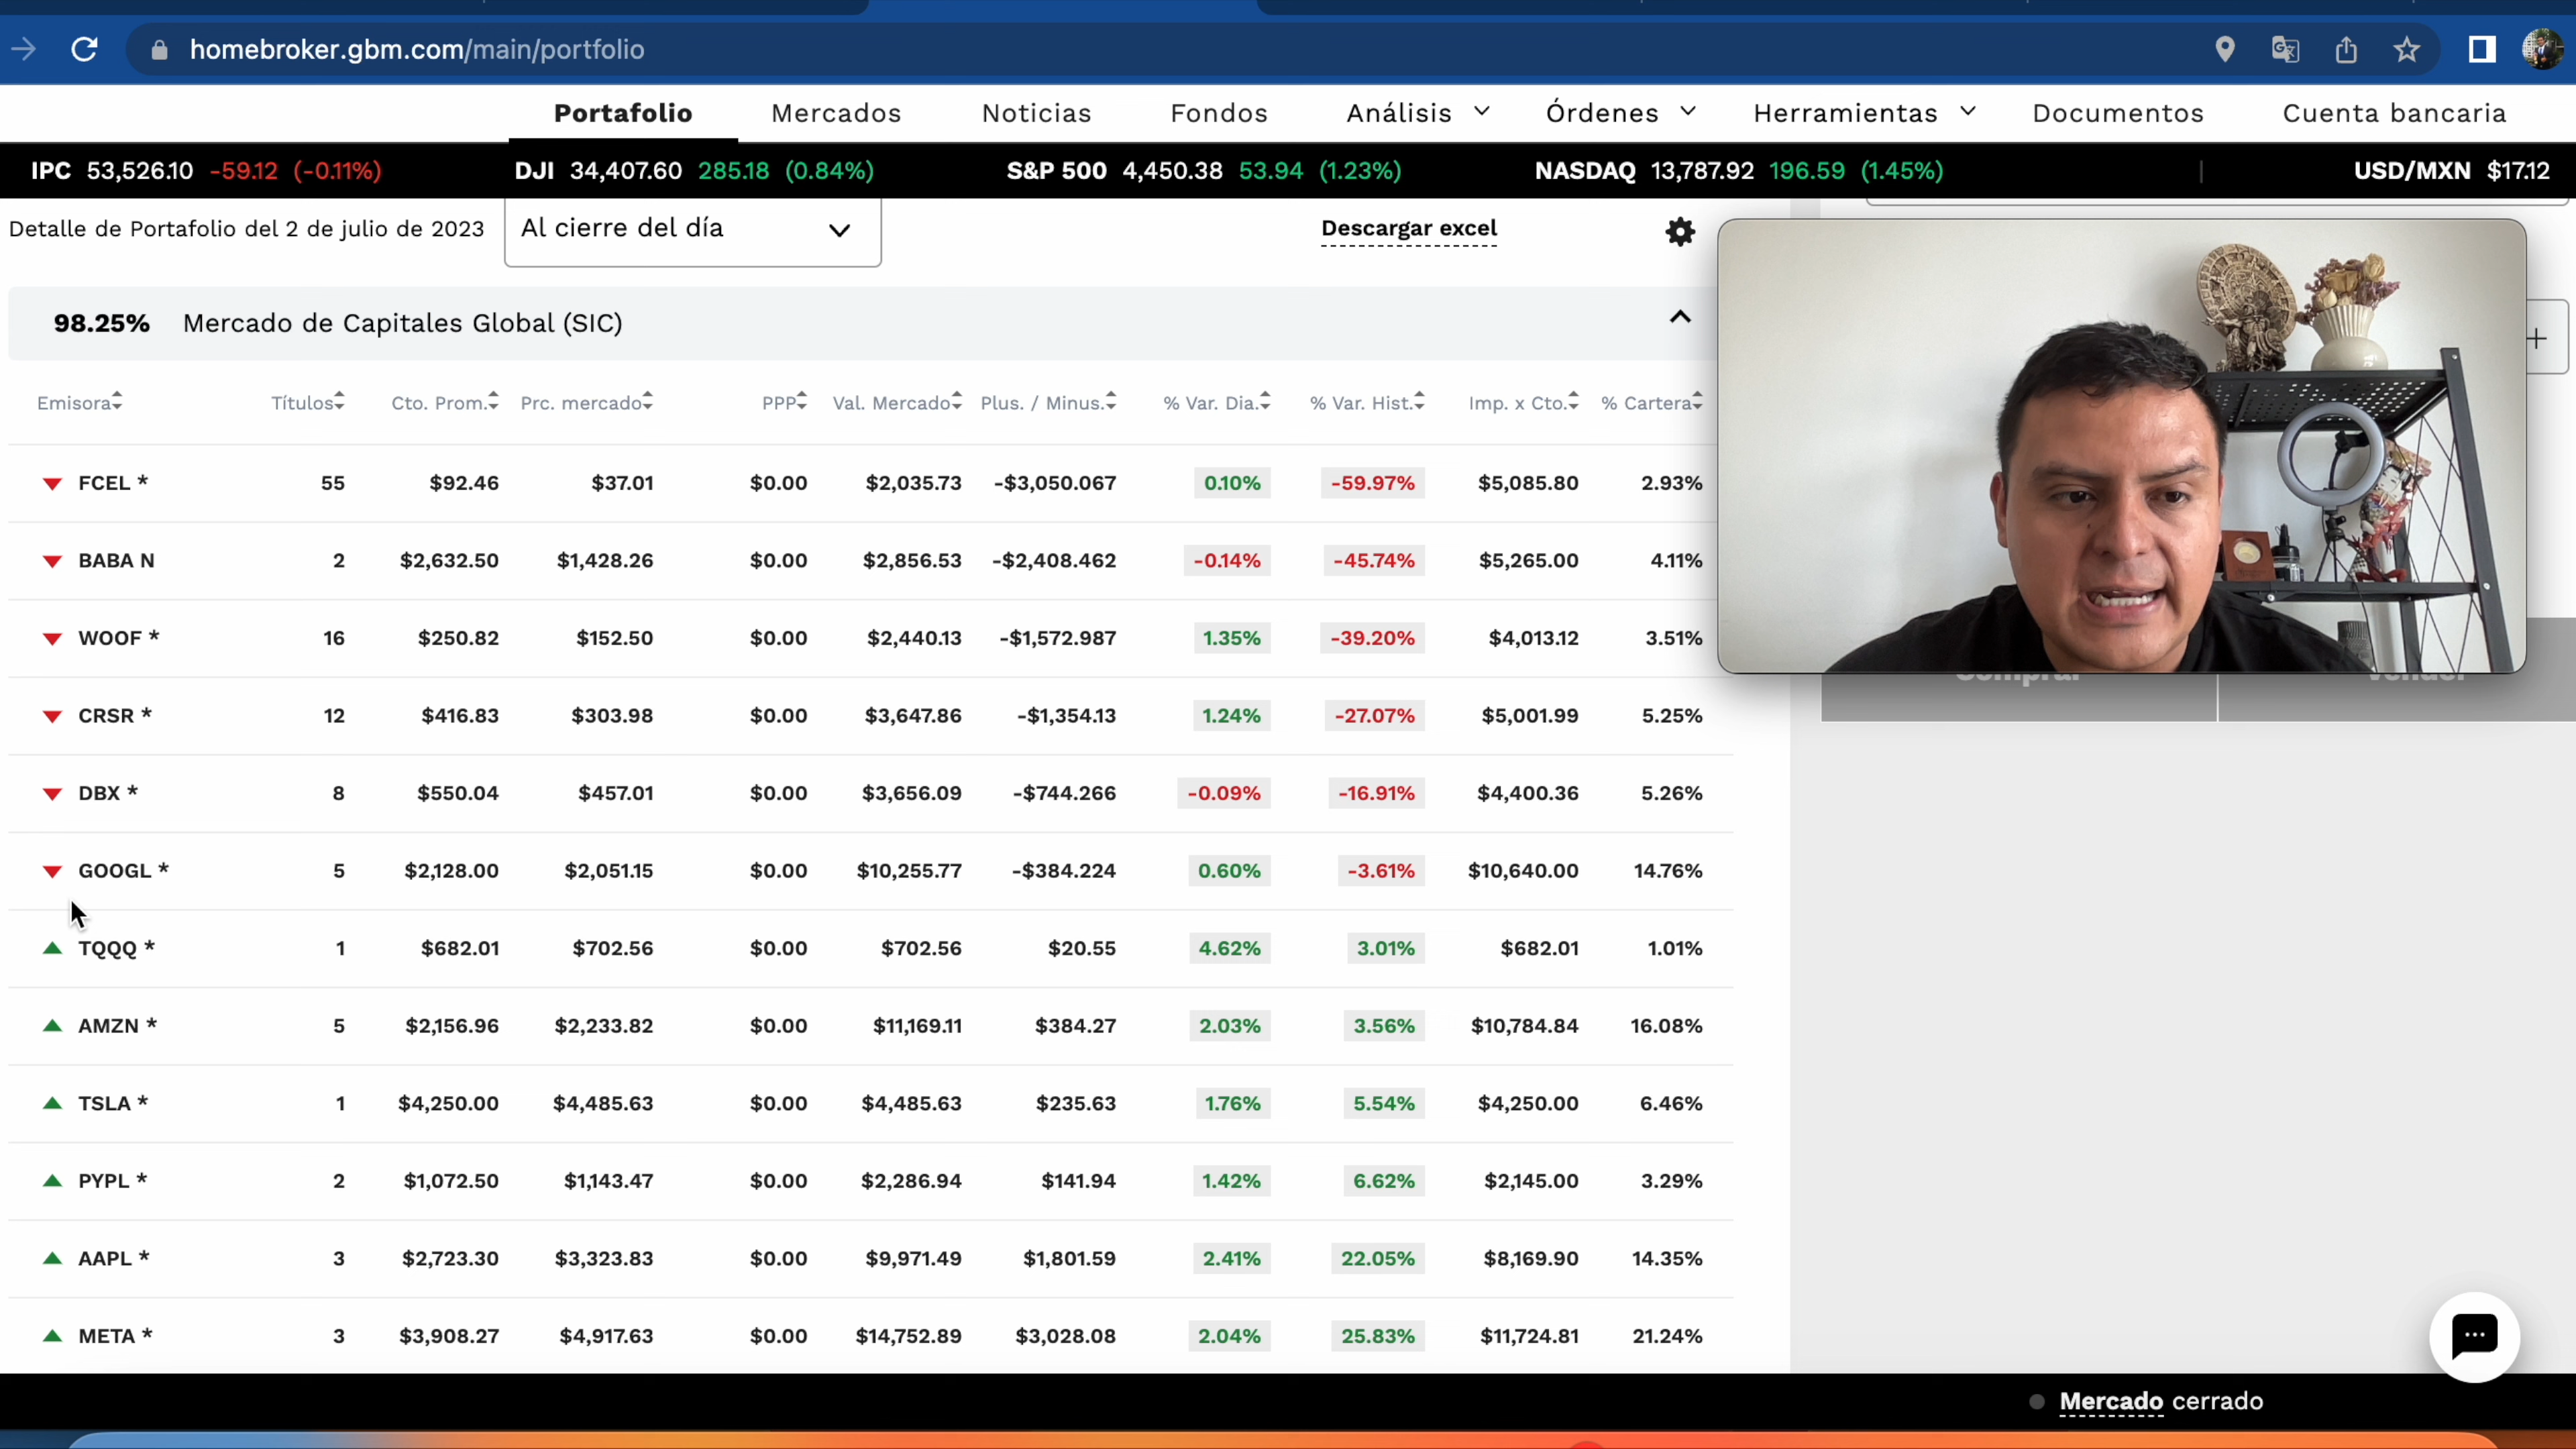 homebroker.gbm.com/main/portfolio
Portafolio Mercados Noticias Fondos Análisis Órdenes Herramientas Documentos Cuenta bancaria
IPC 53,526.10 -59.12 (-0.11%) DJI 34,407.60 285.18 (0.84%) S&P 500 4,450.38 53.94 (1.23%) NASDAQ 13,787.92 196.59 (1.45%) | USD/MXN $17.12
Detalle de Portafolio del 2 de julio de 2023 Al cierre del día Descargar excel
98.25% Mercado de Capitales Global (SIC)
Emisora Títulos Cto. Prom. Prc. mercado PPP Val. Mercado Plus. / Minus. % Var. Dia. % Var. Hist. Imp. x Cto. % Cartera
FCEL * 55 $92.46 $37.01 $0.00 $2,035.73 -$3,050.067 0.10% -59.97% $5,085.80 2.93%
BABA N 2 $2,632.50 $1,428.26 $0.00 $2,856.53 -$2,408.462 -0.14% -45.74% $5,265.00 4.11%
WOOF * 16 $250.82 $152.50 $0.00 $2,440.13 -$1,572.987 1.35% -39.20% $4,013.12 3.51%
CRSR * 12 $416.83 $303.98 $0.00 $3,647.86 -$1,354.13 1.24% -27.07% $5,001.99 5.25%
DBX * 8 $550.04 $457.01 $0.00 $3,656.09 -$744.266 -0.09% -16.91% $4,400.36 5.26%
GOOGL * 5 $2,128.00 $2,051.15 $0.00 $10,255.77 -$384.224 0.60% -3.61% $10,640.00 14.76%
TQQQ * 1 $682.01 $702.56 $0.00 $702.56 $20.55 4.62% 3.01% $682.01 1.01%
AMZN * 5 $2,156.96 $2,233.82 $0.00 $11,169.11 $384.27 2.03% 3.56% $10,784.84 16.08%
TSLA * 1 $4,250.00 $4,485.63 $0.00 $4,485.63 $235.63 1.76% 5.54% $4,250.00 6.46%
PYPL * 2 $1,072.50 $1,143.47 $0.00 $2,286.94 $141.94 1.42% 6.62% $2,145.00 3.29%
AAPL * 3 $2,723.30 $3,323.83 $0.00 $9,971.49 $1,801.59 2.41% 22.05% $8,169.90 14.35%
META * 3 $3,908.27 $4,917.63 $0.00 $14,752.89 $3,028.08 2.04% 25.83% $11,724.81 21.24%
Mercado cerrado